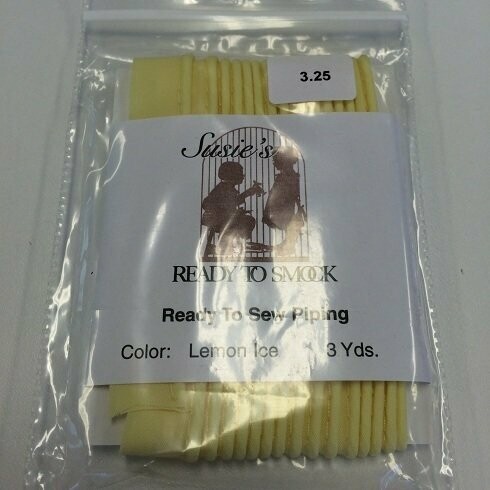 3.25
Susie's
READY TO SMOCK
Ready To Sew Piping
Color: Lemon Ice 3 Yds.